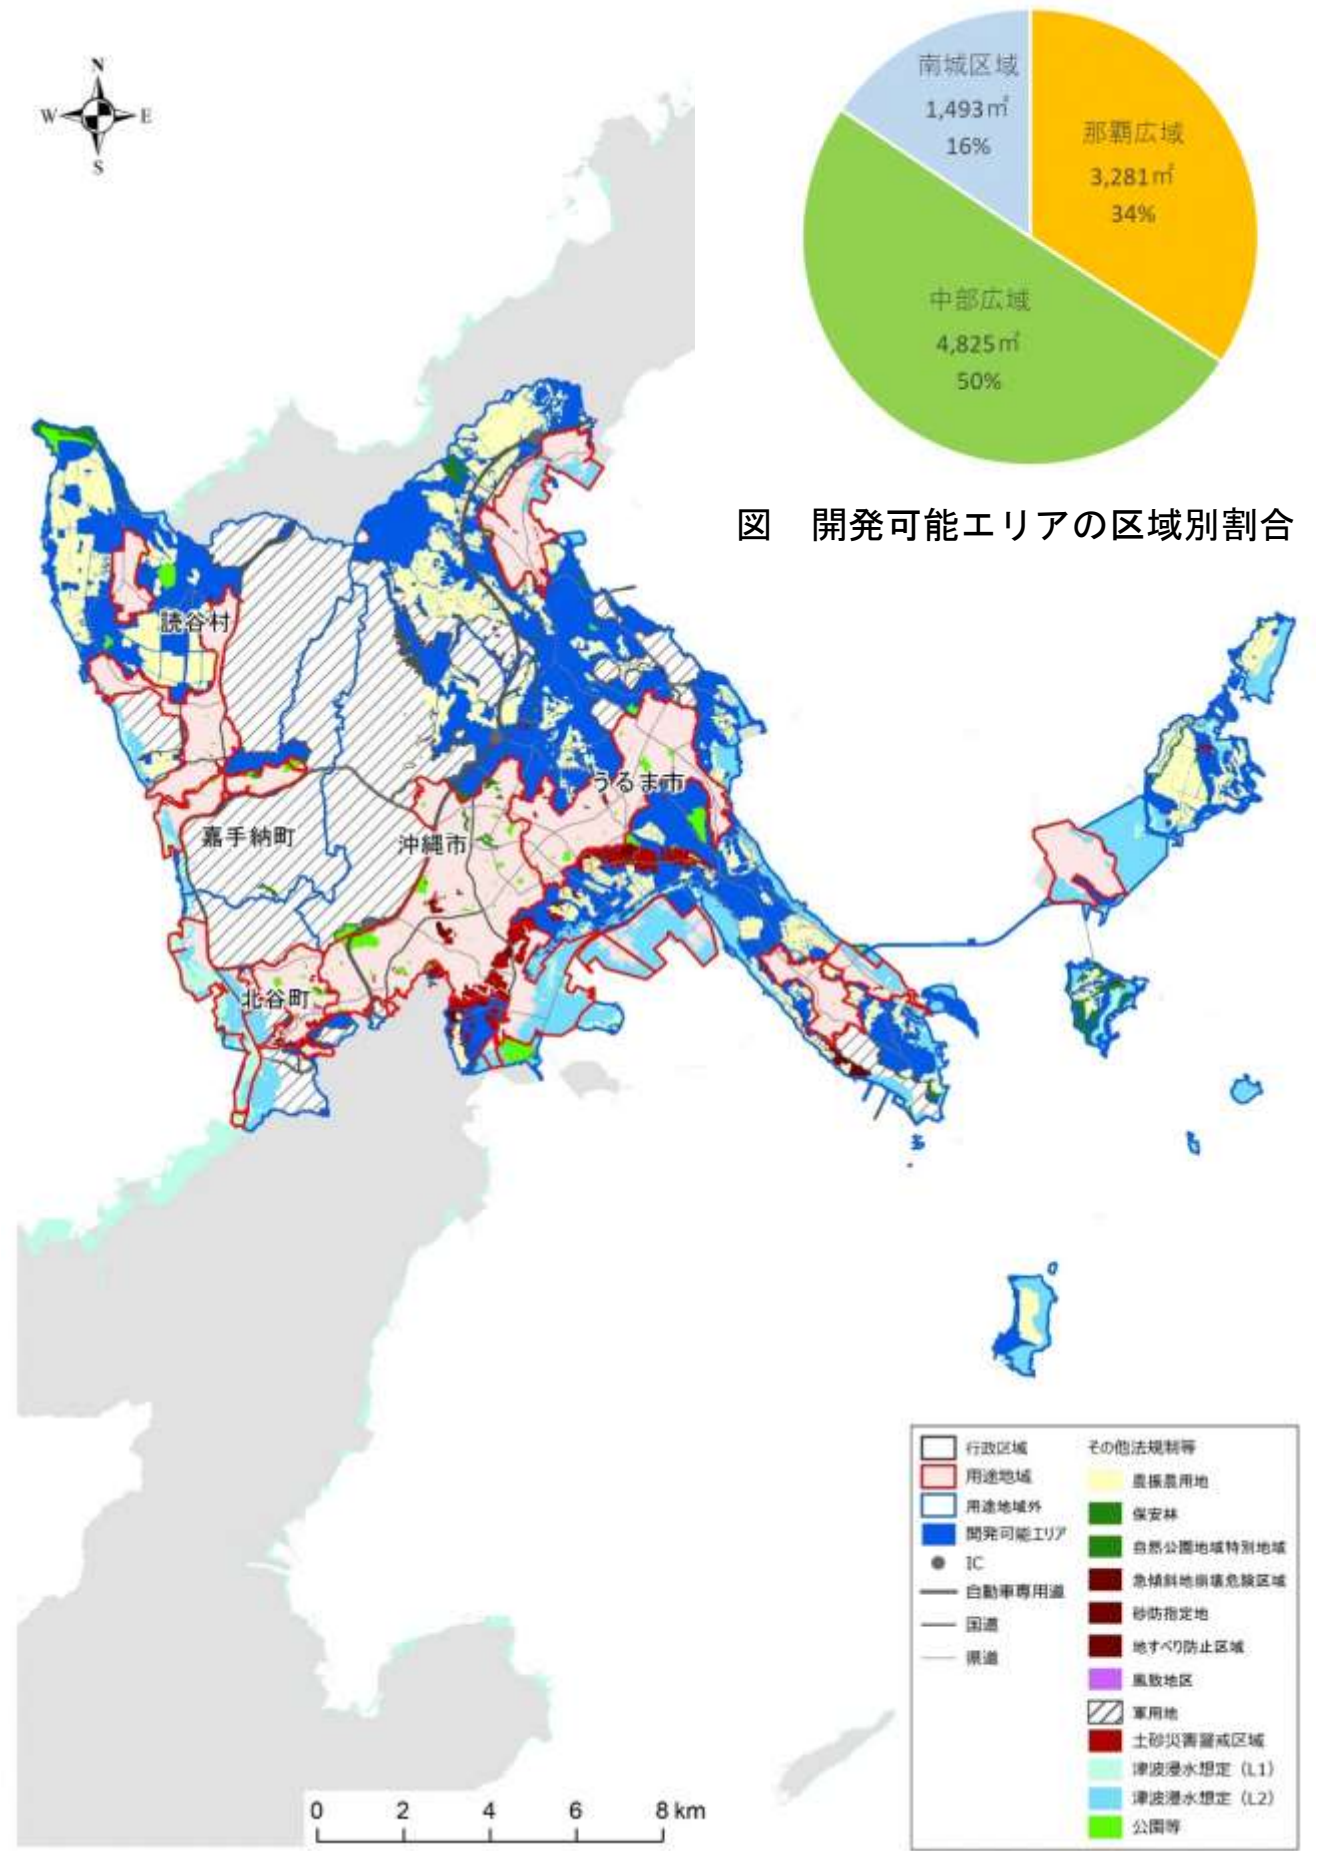 N
W
E
S
南城区域
1,493㎡
16%
那覇広域
3,281㎡
34%
中部広域
4,825㎡
50%
図　開発可能エリアの区域別割合
読谷村
うるま市
嘉手納町
沖縄市
北谷町
行政区域
用途地域
用途地域外
開発可能エリア
IC
自動車専用道
国道
県道
その他法規制等
農振農用地
保安林
自然公園地域特別地域
急傾斜地崩壊危険区域
砂防指定地
地すべり防止区域
風致地区
軍用地
土砂災害警戒区域
津波浸水想定（L1）
津波浸水想定（L2）
公園等
0 2 4 6 8 km